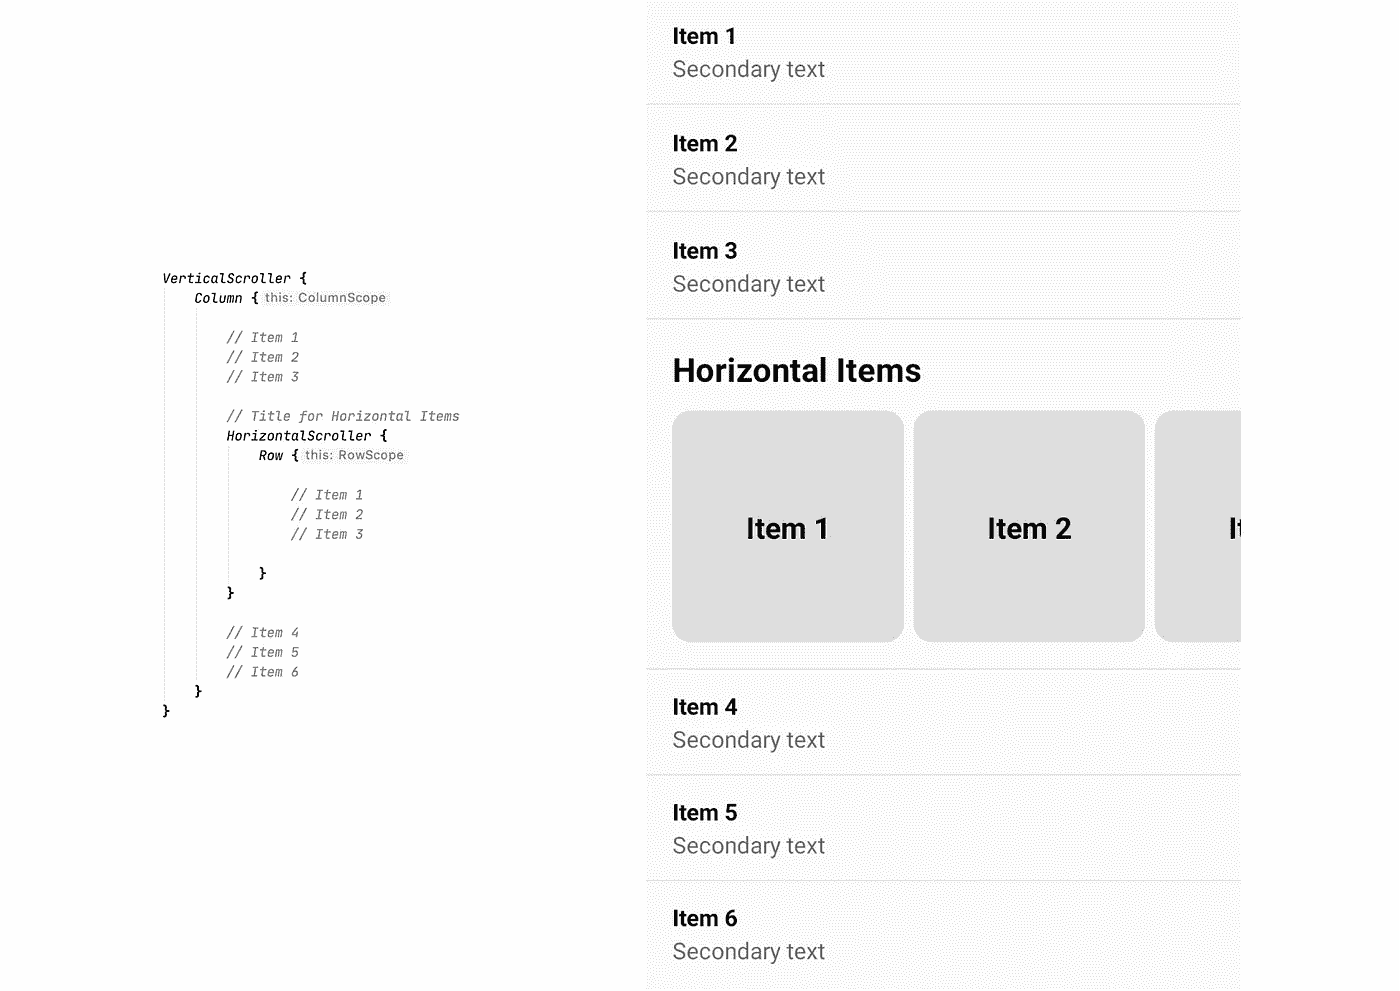 VerticalScroller {
Column { this: ColumnScope
// Item 1
// Item 2
// Item 3
// Title for Horizontal Items
HorizontalScroller {
Row { this: RowScope
// Item 1
// Item 2
// Item 3
}
}
// Item 4
// Item 5
// Item 6
}
}
Item 1
Secondary text
Item 2
Secondary text
Item 3
Secondary text
Horizontal Items
Item 1
Item 2
Item 4
Secondary text
Item 5
Secondary text
Item 6
Secondary text